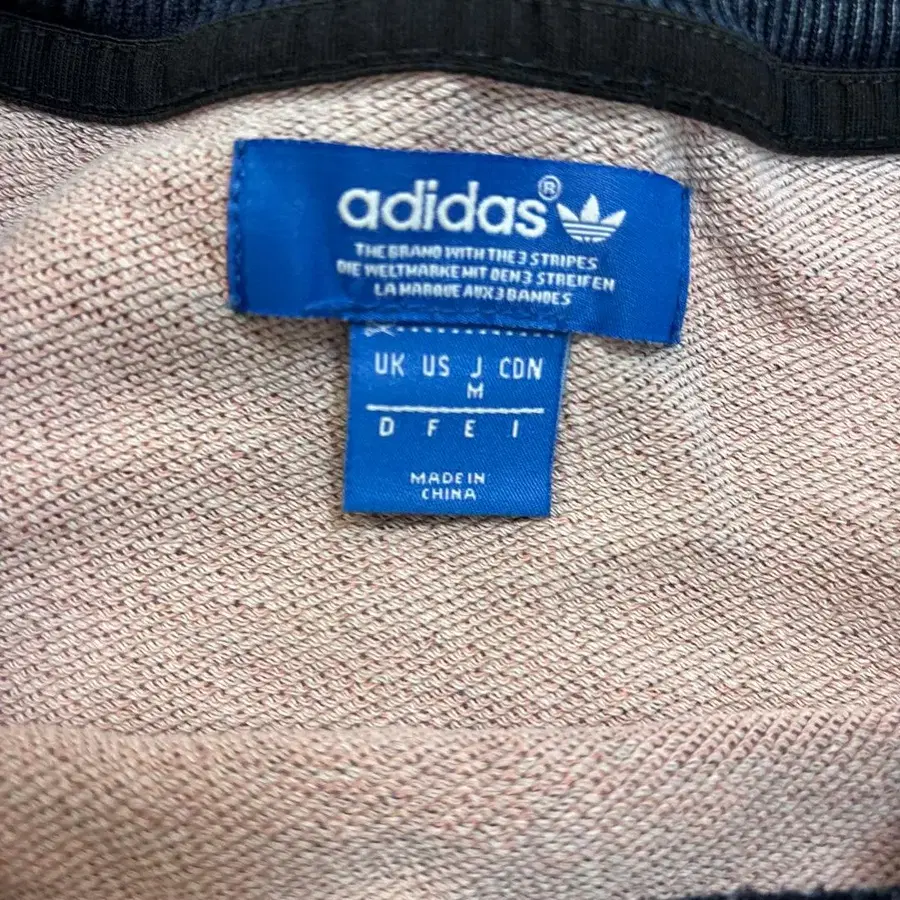 adidas®
THE BRAND WITH THE 3 STRIPES
DIE WELTMARKE MIT DEN 3 STREIFEN
LA MARQUE AUX 3 BANDES
UK US J CDN
M
D F E I
MADE IN
CHINA